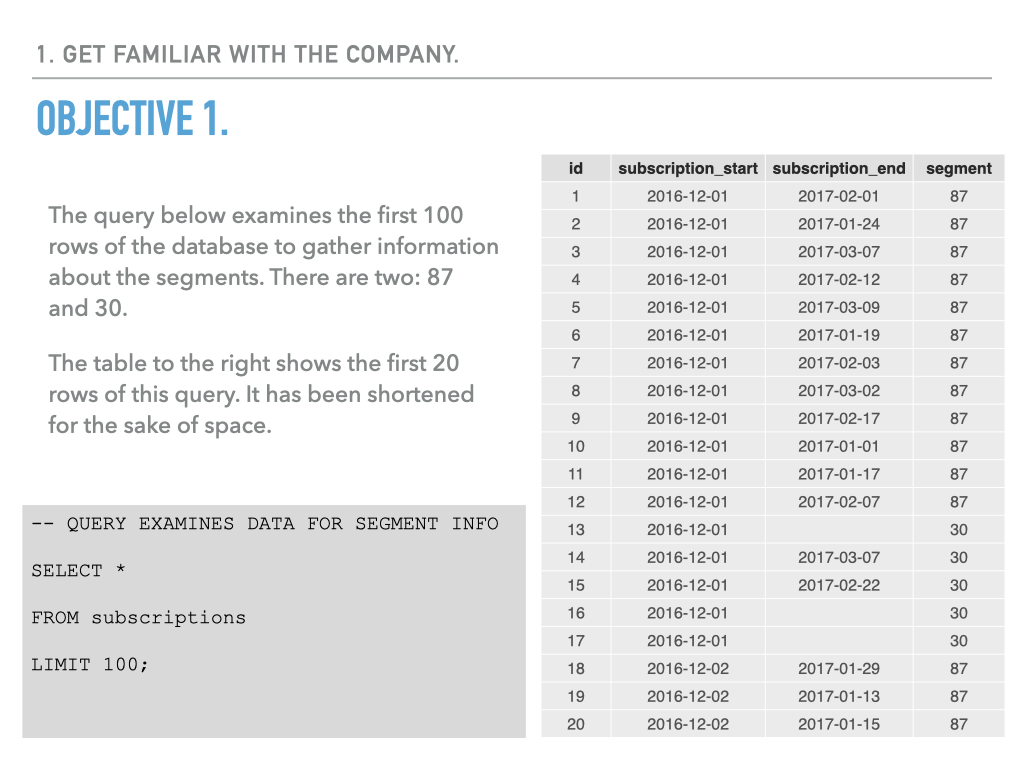 1. GET FAMILIAR WITH THE COMPANY.
OBJECTIVE 1.
The query below examines the first 100
rows of the database to gather information
about the segments. There are two: 87
and 30.
The table to the right shows the first 20
rows of this query. It has been shortened
for the sake of space.
-- QUERY EXAMINES DATA FOR SEGMENT INFO
SELECT *
FROM subscriptions
LIMIT 100;
id subscription_start subscription_end segment
1 2016-12-01 2017-02-01 87
2 2016-12-01 2017-01-24 87
3 2016-12-01 2017-03-07 87
4 2016-12-01 2017-02-12 87
5 2016-12-01 2017-03-09 87
6 2016-12-01 2017-01-19 87
7 2016-12-01 2017-02-03 87
8 2016-12-01 2017-03-02 87
9 2016-12-01 2017-02-17 87
10 2016-12-01 2017-01-01 87
11 2016-12-01 2017-01-17 87
12 2016-12-01 2017-02-07 87
13 2016-12-01 30
14 2016-12-01 2017-03-07 30
15 2016-12-01 2017-02-22 30
16 2016-12-01 30
17 2016-12-01 30
18 2016-12-02 2017-01-29 87
19 2016-12-02 2017-01-13 87
20 2016-12-02 2017-01-15 87